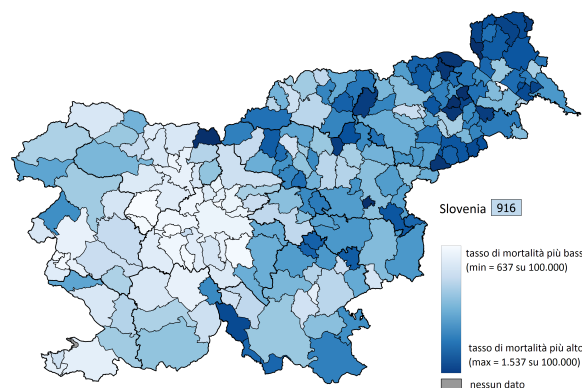 Slovenia 916
tasso di mortalità più bass
(min = 637 su 100.000)
tasso di mortalità più alto
(max = 1.537 su 100.000)
nessun dato